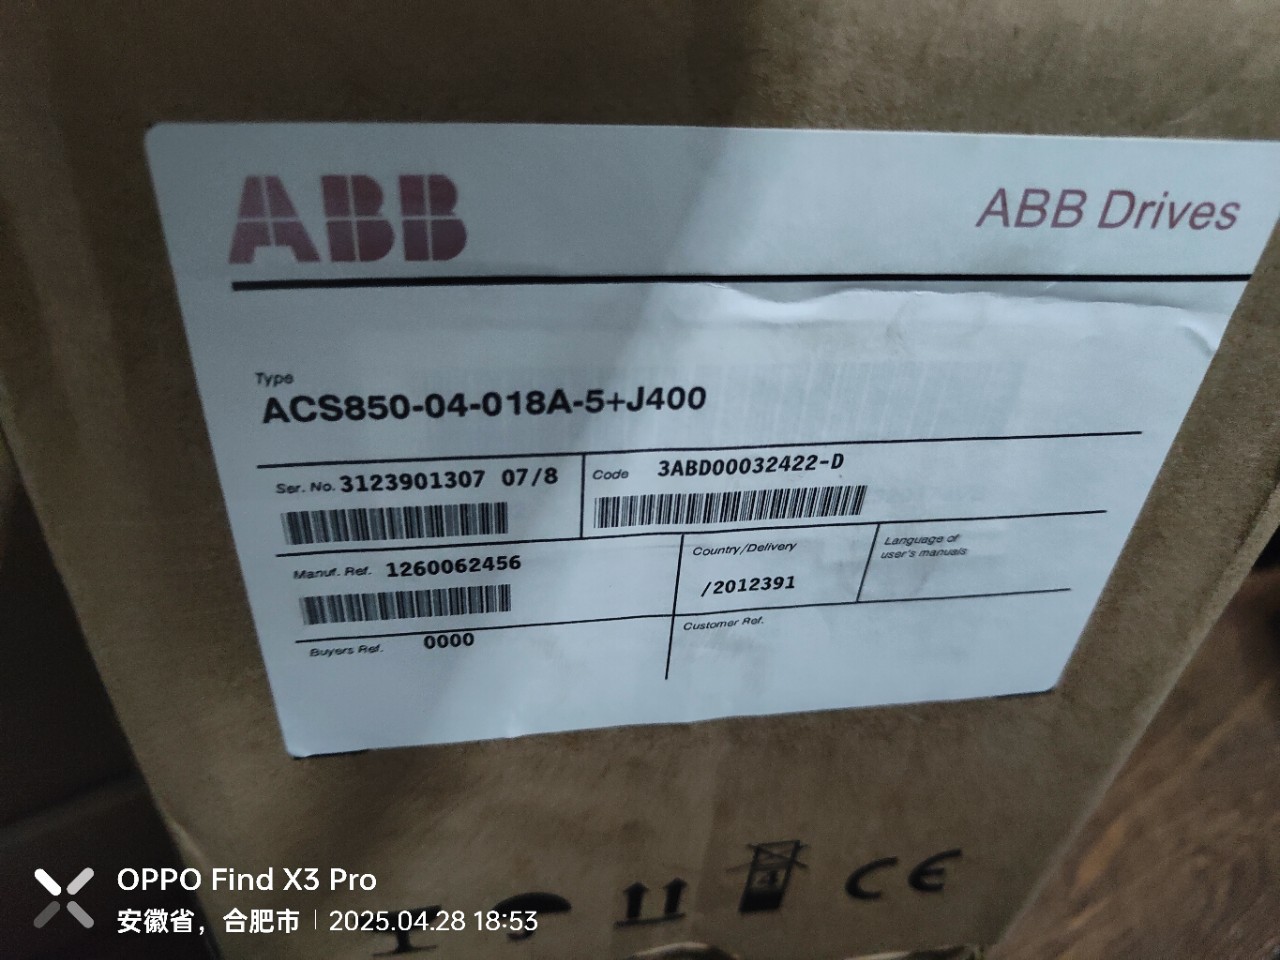 ABB
ABB Drives
Type
ACS850-04-018A-5+J400
Ser. No. 3123901307 07/8
Code 3ABD00032422-D
Manuf. Ref. 1260062456
Country/Delivery
/2012391
Language of
user's manuals
Buyers Ref. 0000
Customer Ref.
4
CE
OPPO Find X3 Pro
安徽省，合肥市 | 2025.04.28 18:53